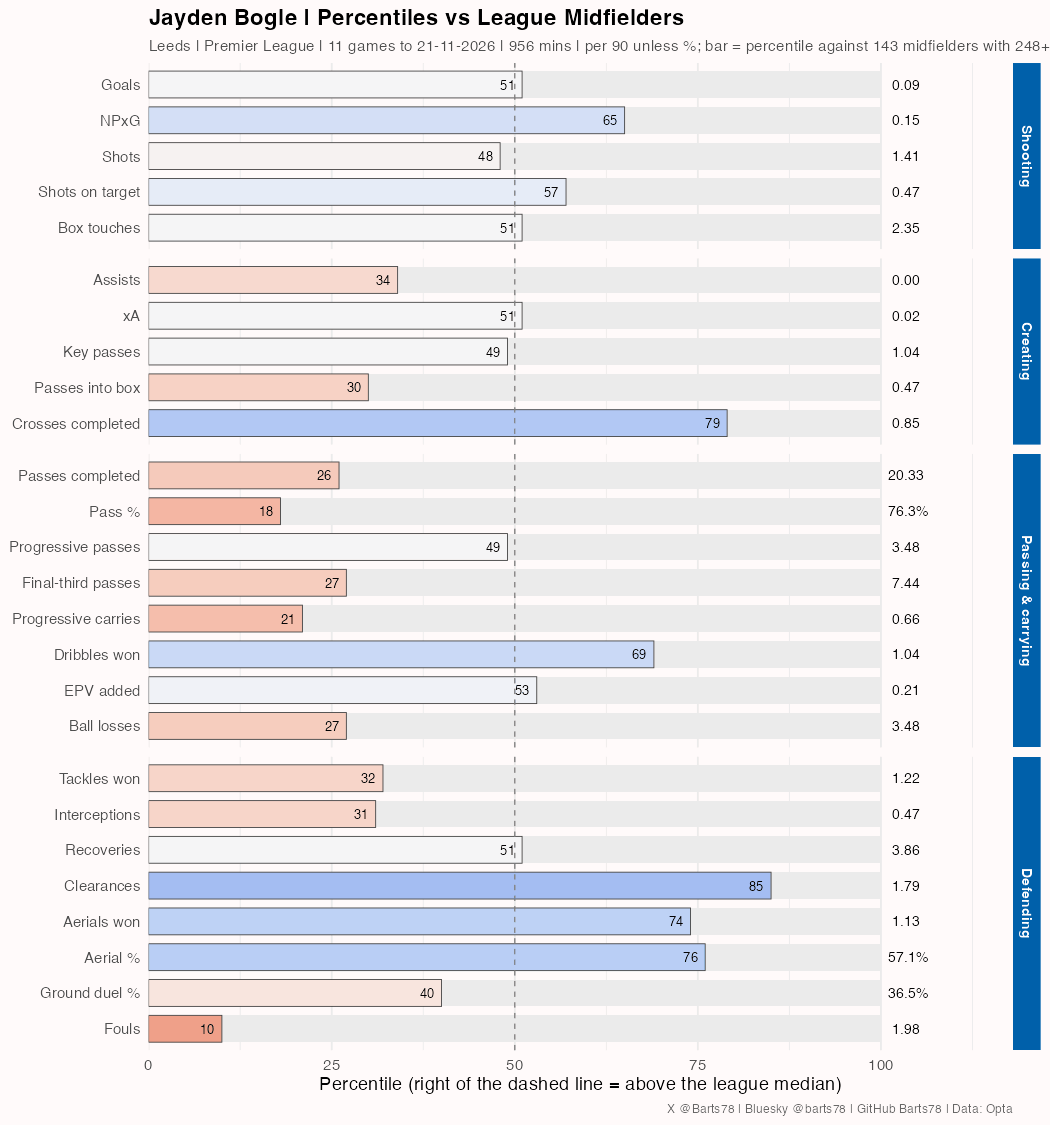 Jayden Bogle | Percentiles vs League Midfielders
Leeds | Premier League | 11 games to 21-11-2026 | 956 mins | per 90 unless %; bar = percentile against 143 midfielders with 248+
Goals 51 0.09
NPxG 65 0.15
Shots 48 1.41
Shots on target 57 0.47
Box touches 51 2.35
Shooting
Assists 34 0.00
xA 51 0.02
Key passes 49 1.04
Passes into box 30 0.47
Crosses completed 79 0.85
Creating
Passes completed 26 20.33
Pass % 18 76.3%
Progressive passes 49 3.48
Final-third passes 27 7.44
Progressive carries 21 0.66
Dribbles won 69 1.04
EPV added 53 0.21
Ball losses 27 3.48
Passing & carrying
Tackles won 32 1.22
Interceptions 31 0.47
Recoveries 51 3.86
Clearances 85 1.79
Aerials won 74 1.13
Aerial % 76 57.1%
Ground duel % 40 36.5%
Fouls 10 1.98
Defending
0 25 50 75 100
Percentile (right of the dashed line = above the league median)
X @Barts78 | Bluesky @barts78 | GitHub Barts78 | Data: Opta